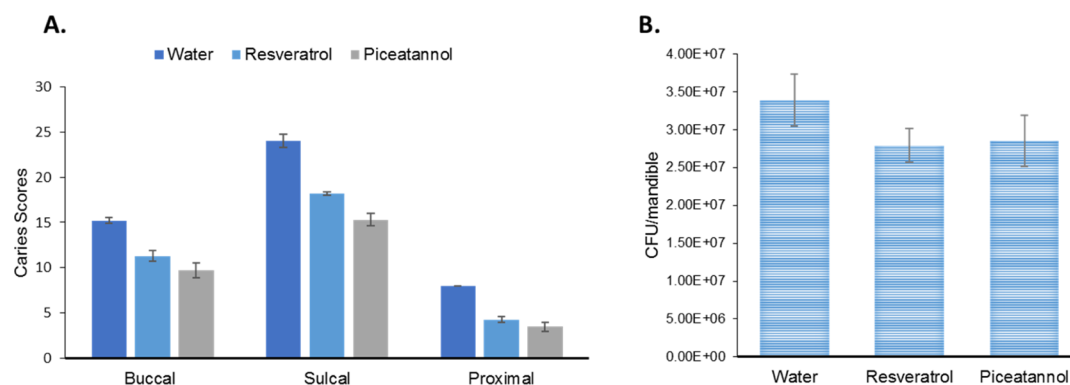 A.
Water Resveratrol Piceatannol
Caries Scores
30
25
20
15
10
5
0
Buccal Sulcal Proximal
B.
CFU/mandible
4.00E+07
3.50E+07
3.00E+07
2.50E+07
2.00E+07
1.50E+07
1.00E+07
5.00E+06
0.00E+00
Water Resveratrol Piceatannol